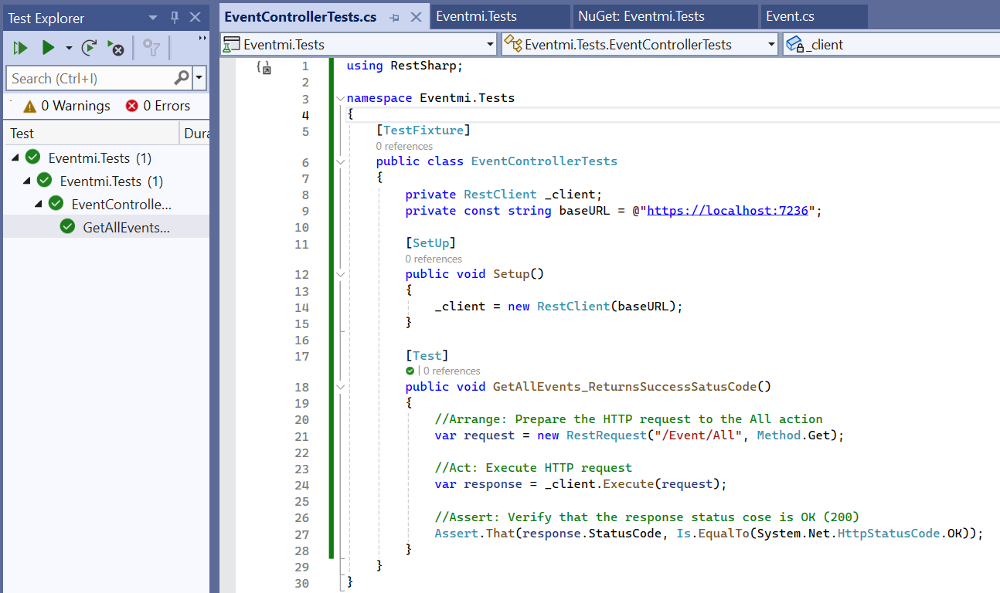 Test Explorer
Search (Ctrl+I)
0 Warnings 0 Errors
Test Dura
Eventmi.Tests (1)
Eventmi.Tests (1)
EventControlle...
GetAllEvents...
EventControllerTests.cs Eventmi.Tests NuGet: Eventmi.Tests Event.cs
Eventmi.Tests Eventmi.Tests.EventControllerTests _client
1 using RestSharp;
2
3 namespace Eventmi.Tests
4 {
5 [TestFixture]
0 references
6 public class EventControllerTests
7 {
8 private RestClient _client;
9 private const string baseURL = @"https://localhost:7236";
10
11 [SetUp]
0 references
12 public void Setup()
13 {
14 _client = new RestClient(baseURL);
15 }
16
17 [Test]
| 0 references
18 public void GetAllEvents_ReturnsSuccessSatusCode()
19 {
20 //Arrange: Prepare the HTTP request to the All action
21 var request = new RestRequest("/Event/All", Method.Get);
22
23 //Act: Execute HTTP request
24 var response = _client.Execute(request);
25
26 //Assert: Verify that the response status cose is OK (200)
27 Assert.That(response.StatusCode, Is.EqualTo(System.Net.HttpStatusCode.OK));
28 }
29 }
30 }